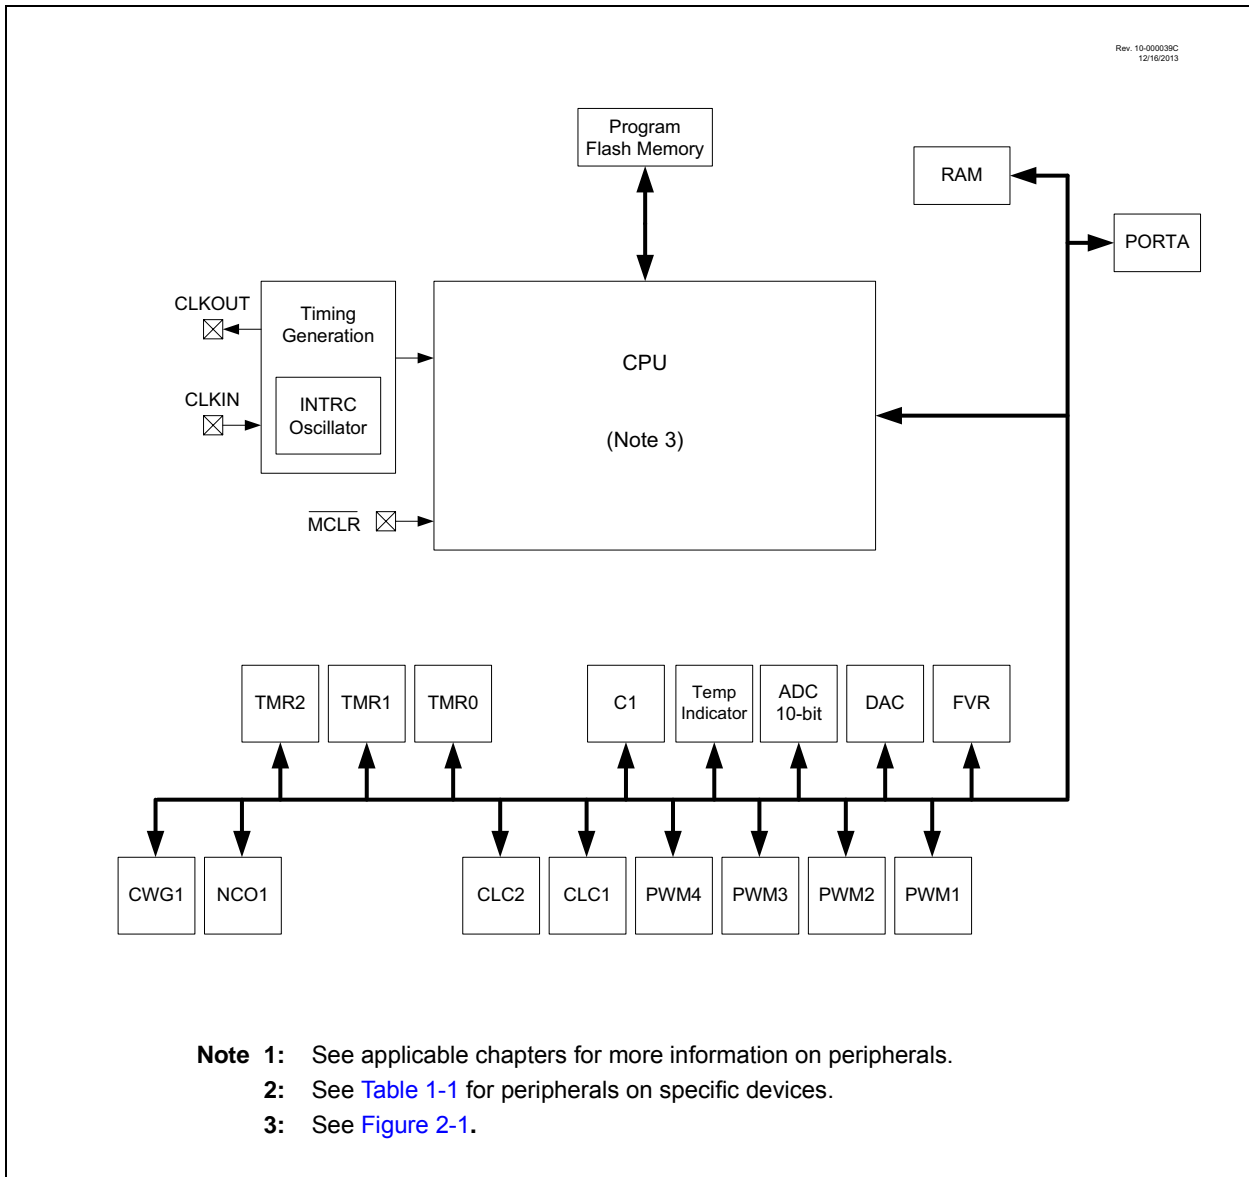 Rev. 10-000039C
12/16/2013
Program
Flash Memory
RAM
PORTA
CLKOUT
Timing
Generation
CPU
CLKIN
INTRC
Oscillator
(Note 3)
MCLR
TMR2
TMR1
TMR0
C1
Temp
Indicator
ADC
10-bit
DAC
FVR
CWG1
NCO1
CLC2
CLC1
PWM4
PWM3
PWM2
PWM1
Note 1: See applicable chapters for more information on peripherals.
2: See Table 1-1 for peripherals on specific devices.
3: See Figure 2-1.